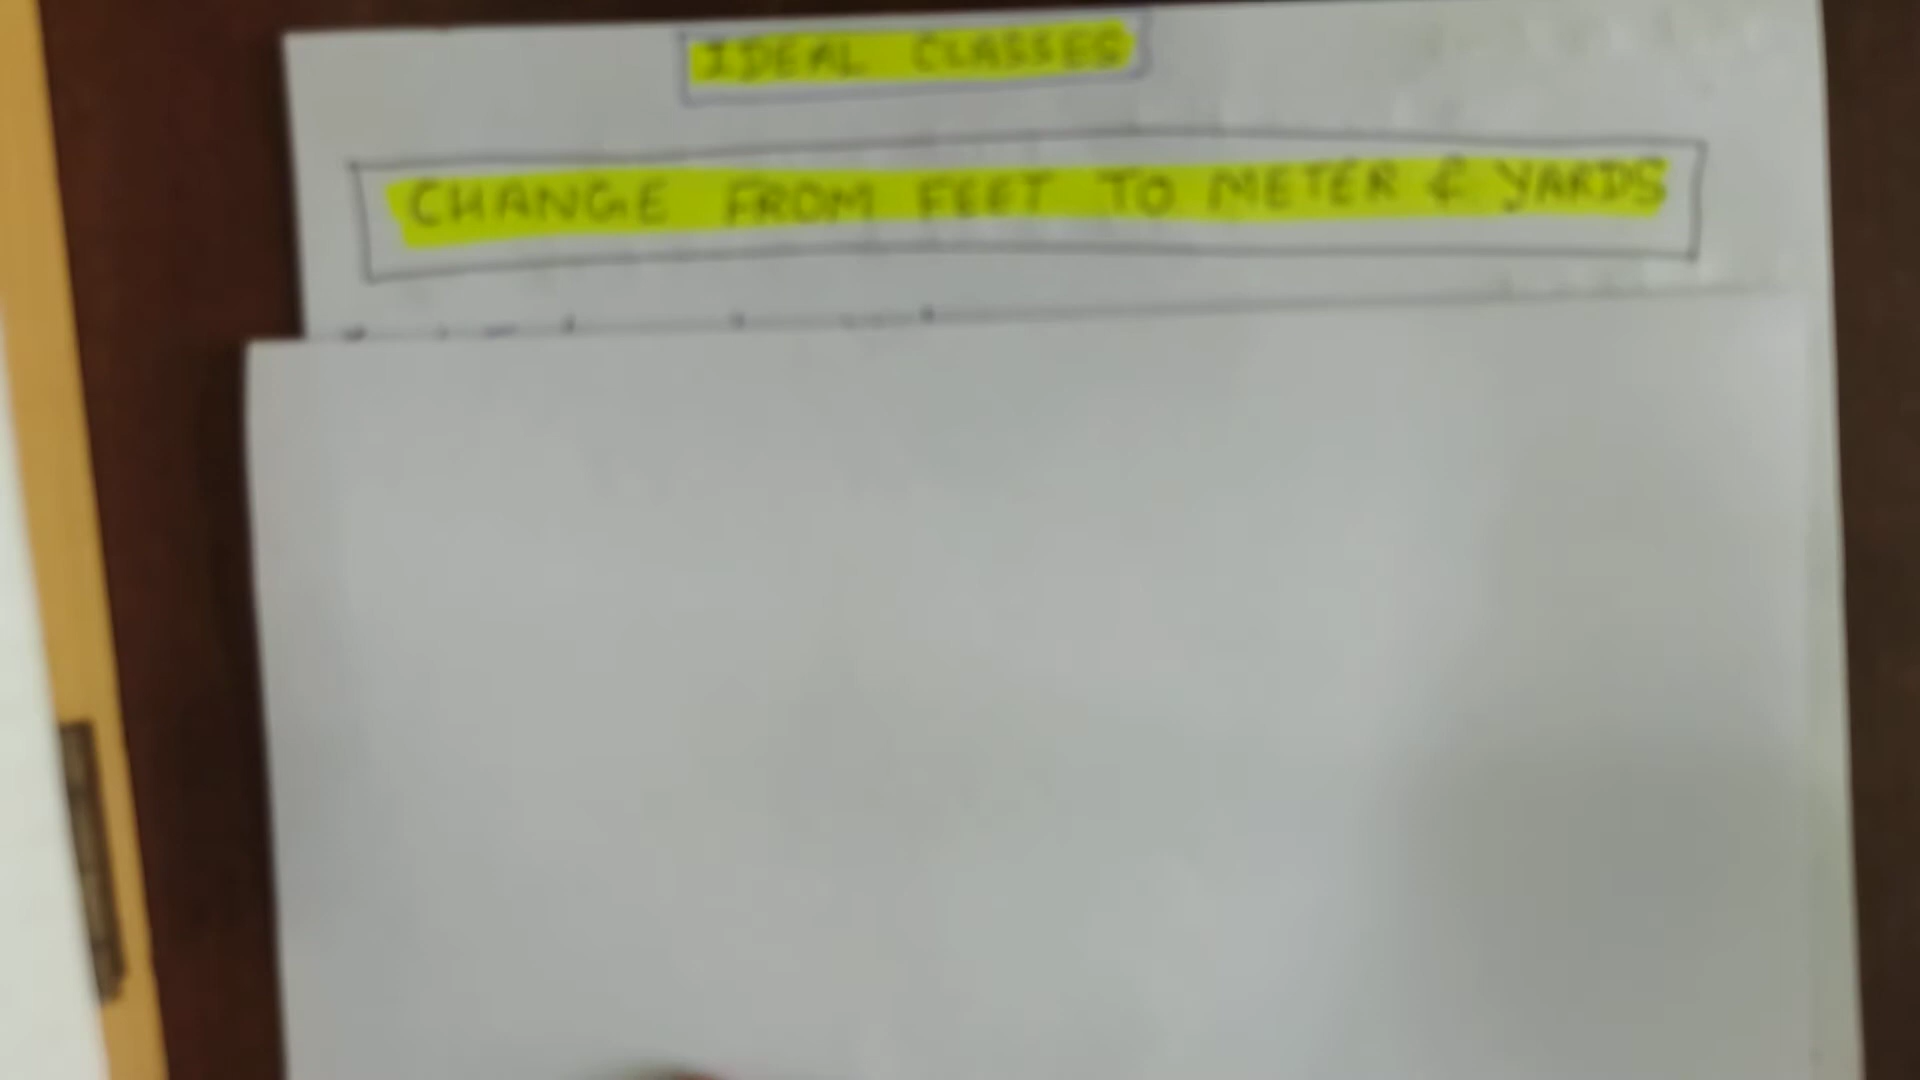 IDEAL CLASSES
CHANGE FROM FEET TO METER & YARDS